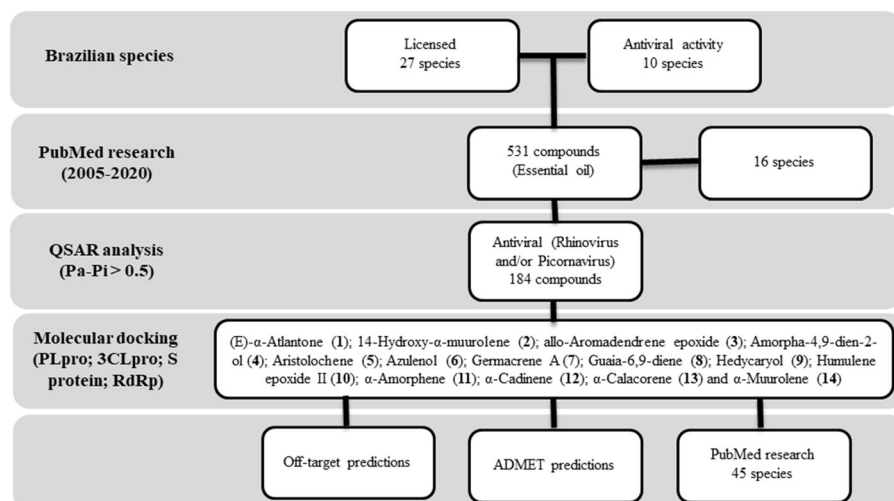 Brazilian species
Licensed
27 species
Antiviral activity
10 species
PubMed research
(2005-2020)
531 compounds
(Essential oil)
16 species
QSAR analysis
(Pa-Pi > 0.5)
Antiviral (Rhinovirus
and/or Picornavirus)
184 compounds
Molecular docking
(PLpro; 3CLpro; S
protein; RdRp)
(E)-α-Atlantone (1); 14-Hydroxy-α-muurolene (2); allo-Aromadendrene epoxide (3); Amorpha-4,9-dien-2-
ol (4); Aristolochene (5); Azulenol (6); Germacrene A (7); Guaia-6,9-diene (8); Hedycaryol (9); Humulene
epoxide II (10); α-Amorphene (11); α-Cadinene (12); α-Calacorene (13) and α-Muurolene (14)
Off-target predictions
ADMET predictions
PubMed research
45 species